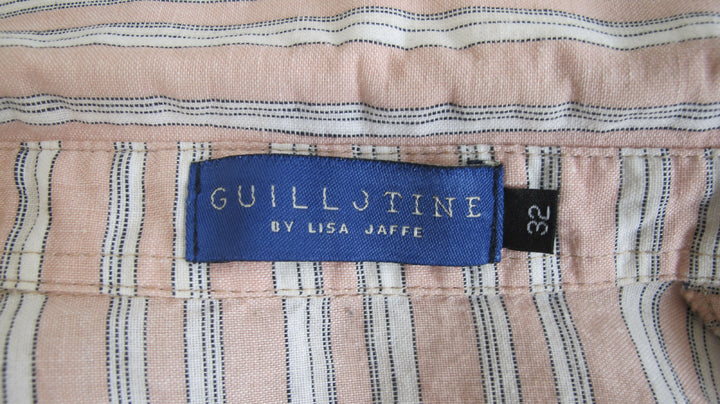 GUILLOTINE
BY LISA JAFFE
32